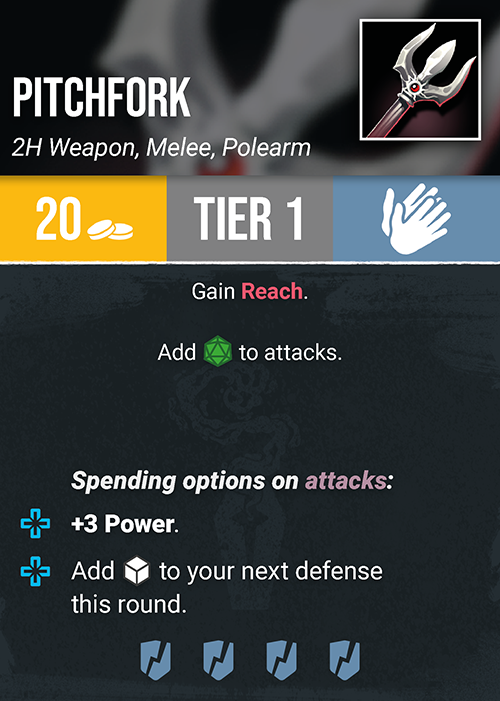 PITCHFORK
2H Weapon, Melee, Polearm
20
TIER 1
Gain Reach.
Add to attacks.
Spending options on attacks:
+3 Power.
Add to your next defense
this round.